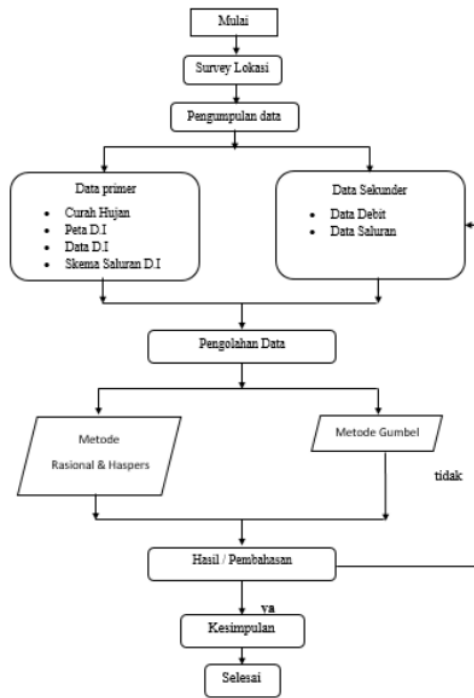 Mulai
Survey Lokasi
Pengumpulan data
Data primer
• Curah Hujan
• Peta D.I
• Data D.I
• Skema Saluran D.I
Data Sekunder
• Data Debit
• Data Saluran
Pengolahan Data
Metode
Rasional & Haspers
Metode Gumbel
tidak
Hasil / Pembahasan
ya
Kesimpulan
Selesai